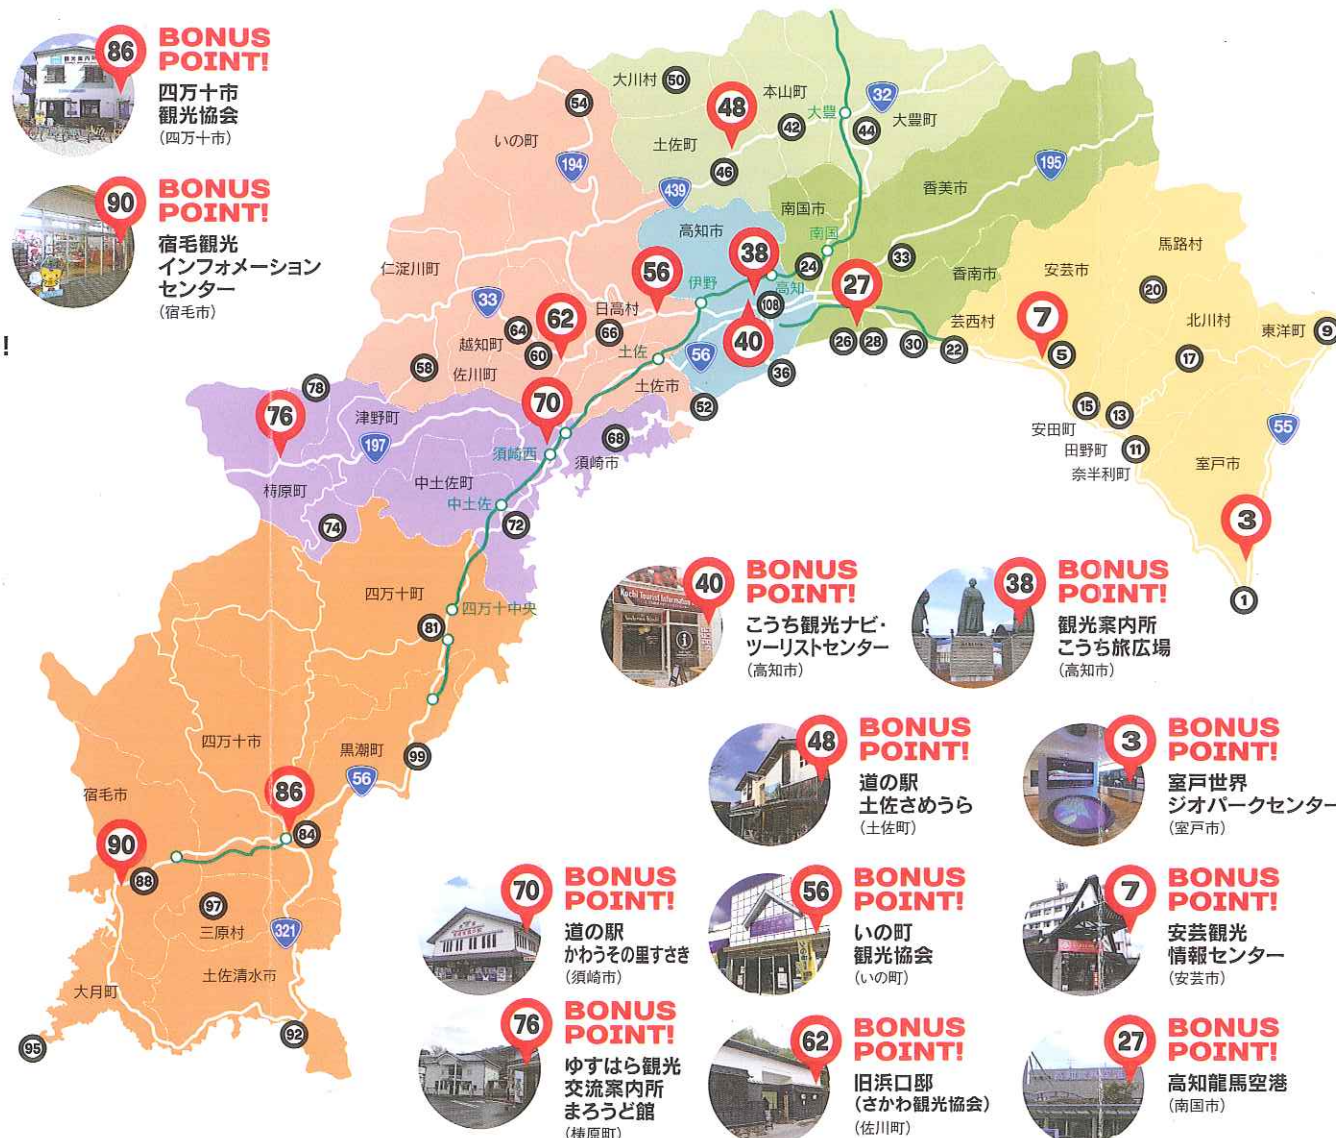 86
BONUS
POINT!
四万十市
観光協会
(四万十市)
90
BONUS
POINT!
宿毛観光
インフォメーション
センター
(宿毛市)
!
大川村
50
本山町
48
32
54
大豊
44
大豊町
42
いの町
土佐町
194
46
195
439
香美市
南国市
高知市
南国
馬路村
38
33
安芸市
24
56
伊野
27
香南市
仁淀川町
高知
20
33
日高村
108
7
北川村
62
芸西村
東洋町
9
64
66
越知町
60
土佐
56
40
26
28
30
22
5
17
58
佐川町
土佐市
36
78
70
52
15
13
76
津野町
安田町
55
197
須崎西
68
須崎市
田野町
11
中土佐町
奈半利町
室戸市
梼原町
中土佐
74
72
3
1
四万十町
四万十中央
81
四万十市
黒潮町
99
56
宿毛市
86
84
90
88
97
三原村
321
土佐清水市
大月町
92
95
40
BONUS
POINT!
こうち観光ナビ・
ツーリストセンター
(高知市)
Kochi Tourist Information
38
BONUS
POINT!
観光案内所
こうち旅広場
(高知市)
48
BONUS
POINT!
道の駅
土佐さめうら
(土佐町)
3
BONUS
POINT!
室戸世界
ジオパークセンター
(室戸市)
70
BONUS
POINT!
道の駅
かわうその里すさき
(須崎市)
56
BONUS
POINT!
いの町
観光協会
(いの町)
7
BONUS
POINT!
安芸観光
情報センター
(安芸市)
76
BONUS
POINT!
ゆすはら観光
交流案内所
まろうど館
(梼原町)
62
BONUS
POINT!
旧浜口邸
(さかわ観光協会)
(佐川町)
27
BONUS
POINT!
高知龍馬空港
(南国市)